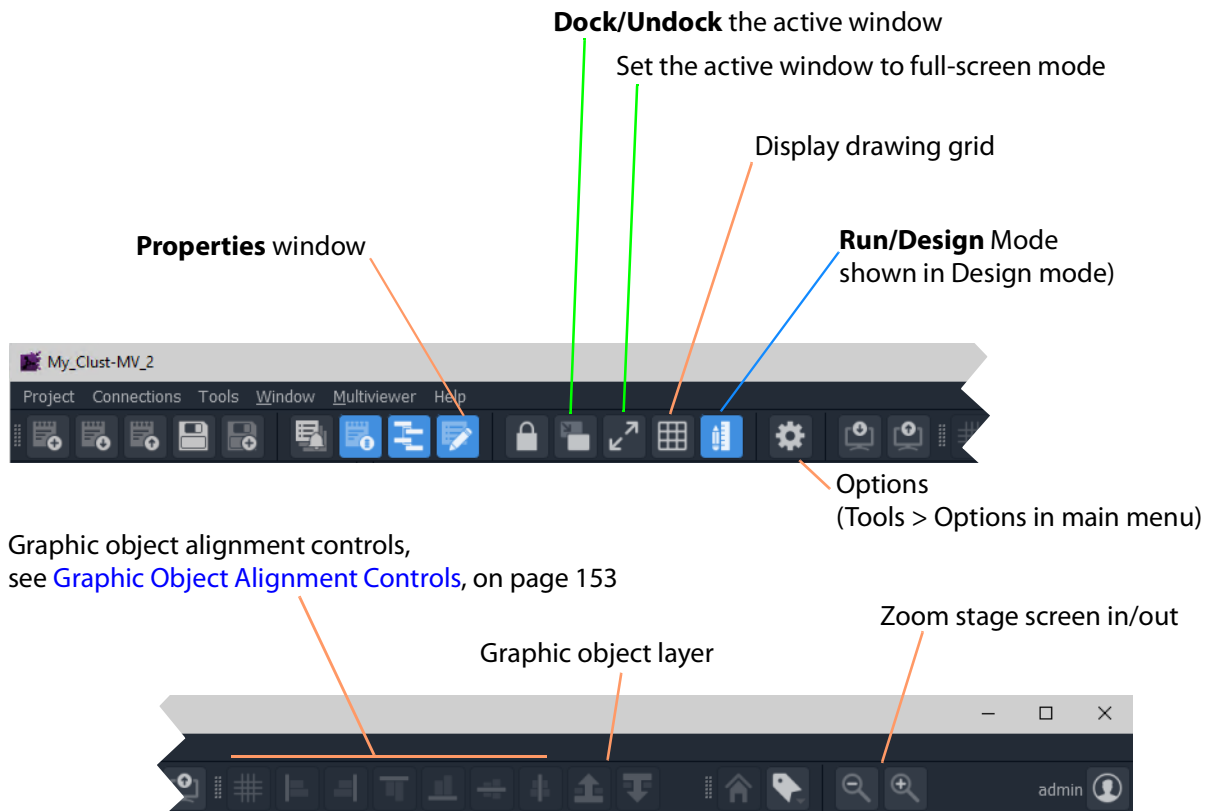 Dock/Undock the active window
Set the active window to full-screen mode
Display drawing grid
Properties window
Run/Design Mode
shown in Design mode)
My_Clust-MV_2
Project Connections Tools Window Multiviewer Help
Options
(Tools > Options in main menu)
Graphic object alignment controls,
see Graphic Object Alignment Controls, on page 153
Zoom stage screen in/out
Graphic object layer
admin